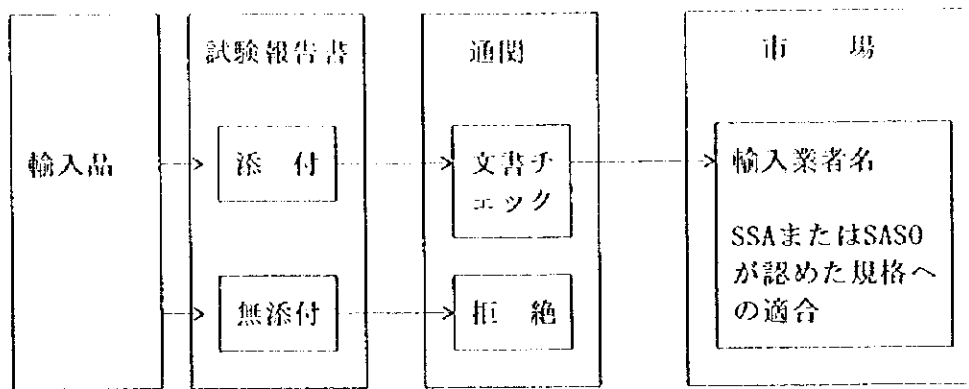 輸入品
試験報告書
添　付
無添付
通関
文書チ
ェック
拒　絶
市　　場
輸入業者名
SSAまたはSASO
が認めた規格へ
の適合